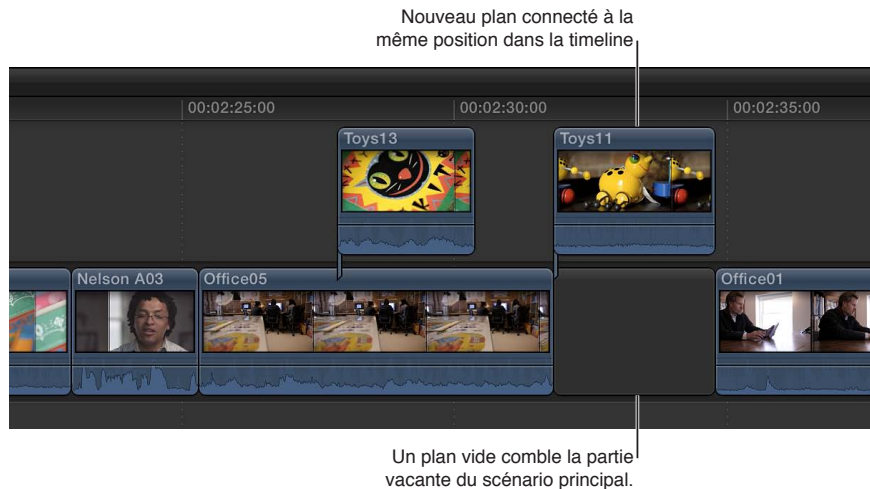 Nouveau plan connecté à la
même position dans la timeline
00:02:25:00
00:02:30:00
00:02:35:00
Toys13
Toys11
Nelson A03
Office05
Office01
Un plan vide comble la partie
vacante du scénario principal.